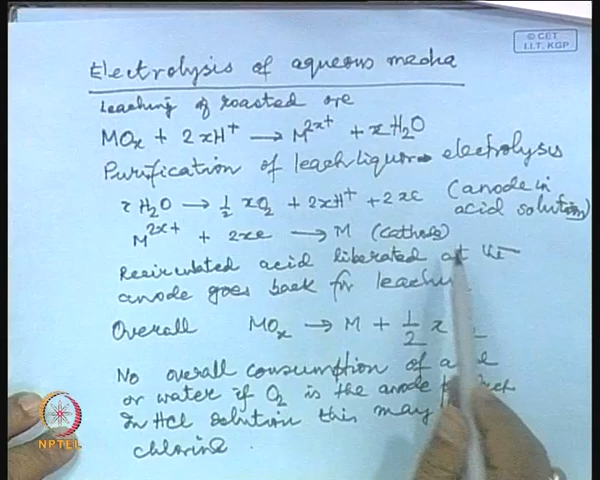 © CET
I.I.T. KGP
Electrolysis of aqueous media
Leaching of roasted ore
MOx + 2xH⁺ → M²ˣ⁺ + xH₂O
Purification of leach liquor → electrolysis
xH₂O → ½ xO₂ + 2xH⁺ + 2xe (anode in acid solution)
M²ˣ⁺ + 2xe → M (Cathode)
Recirculated acid liberated at
anode goes back for
Overall MOx → M + ½ x
No overall consumption of
or water if O₂ is the anode
In HCl solution this may
chlorine.
NPTEL